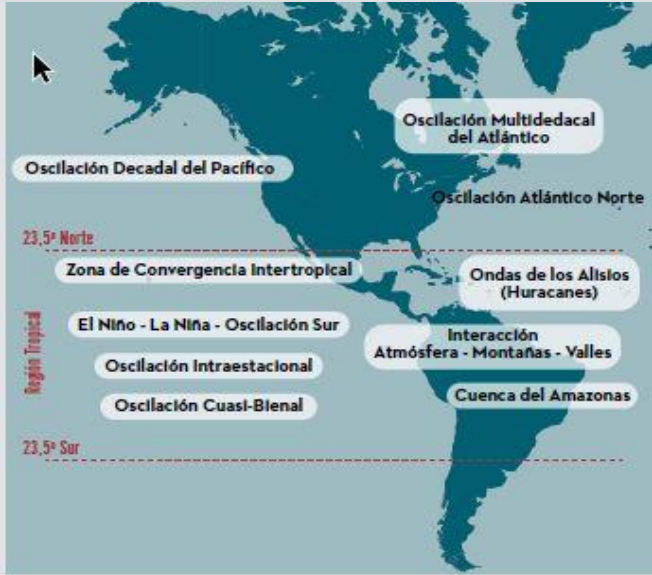 Oscilación Multidedacal
del Atlántico
Oscilación Decadal del Pacífico
Oscilación Atlántico Norte
23,5º Norte
Zona de Convergencia Intertropical
Ondas de los Alisios
(Huracanes)
Región Tropical
El Niño - La Niña - Oscilación Sur
Interacción
Atmósfera - Montañas - Valles
Oscilación Intraestacional
Cuenca del Amazonas
Oscilación Cuasi-Bienal
23,5º Sur